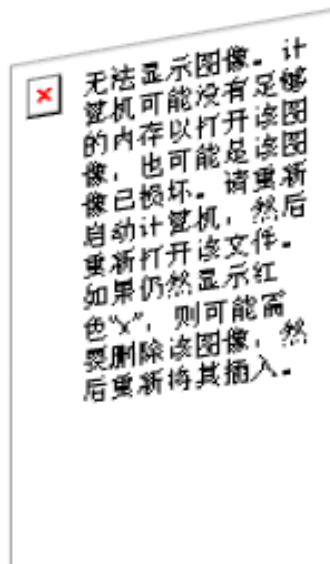 无法显示图像。计
算机可能没有足够
的内存以打开该图
像，也可能是该图
像已损坏。请重新
启动计算机，然后
重新打开该文件。
如果仍然显示红
色“x”，则可能需
要删除该图像，然
后重新将其插入。